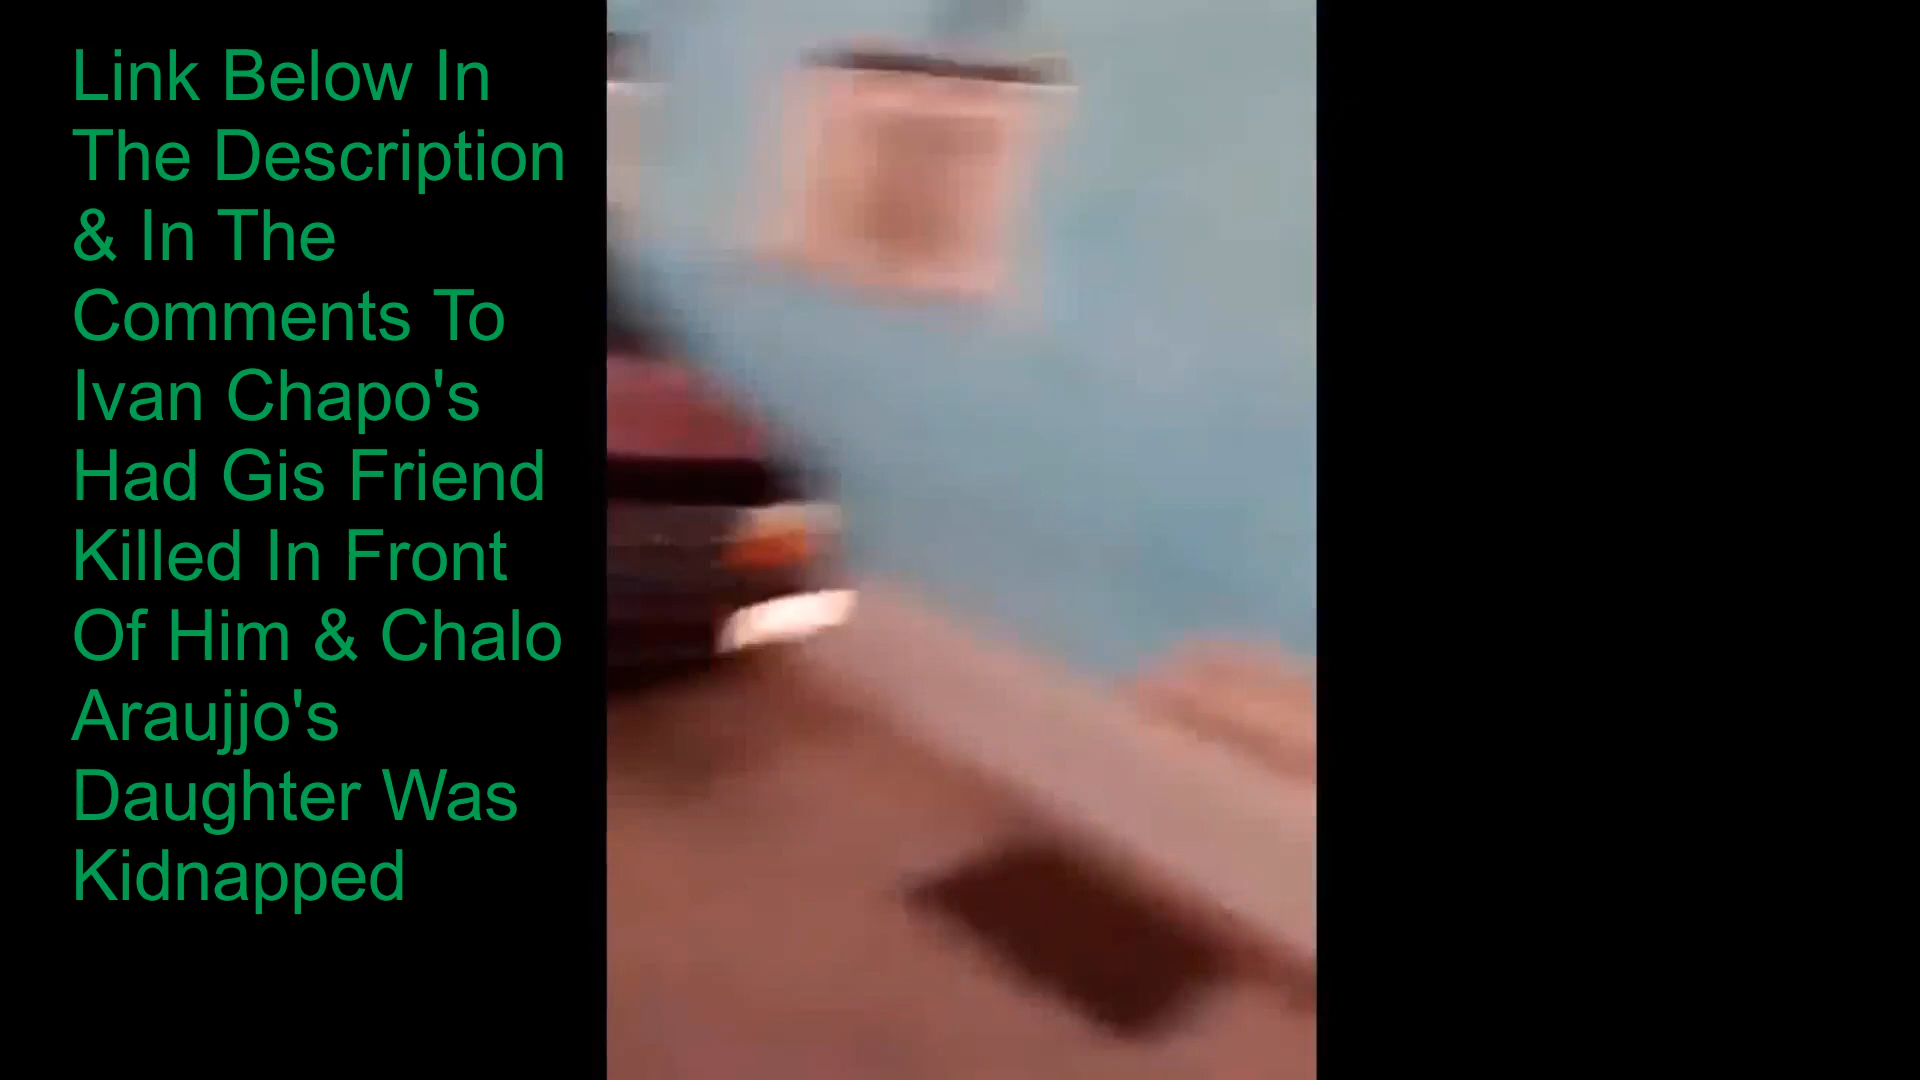 Link Below In
The Description
& In The
Comments To
Ivan Chapo's
Had Gis Friend
Killed In Front
Of Him & Chalo
Araujjo's
Daughter Was
Kidnapped